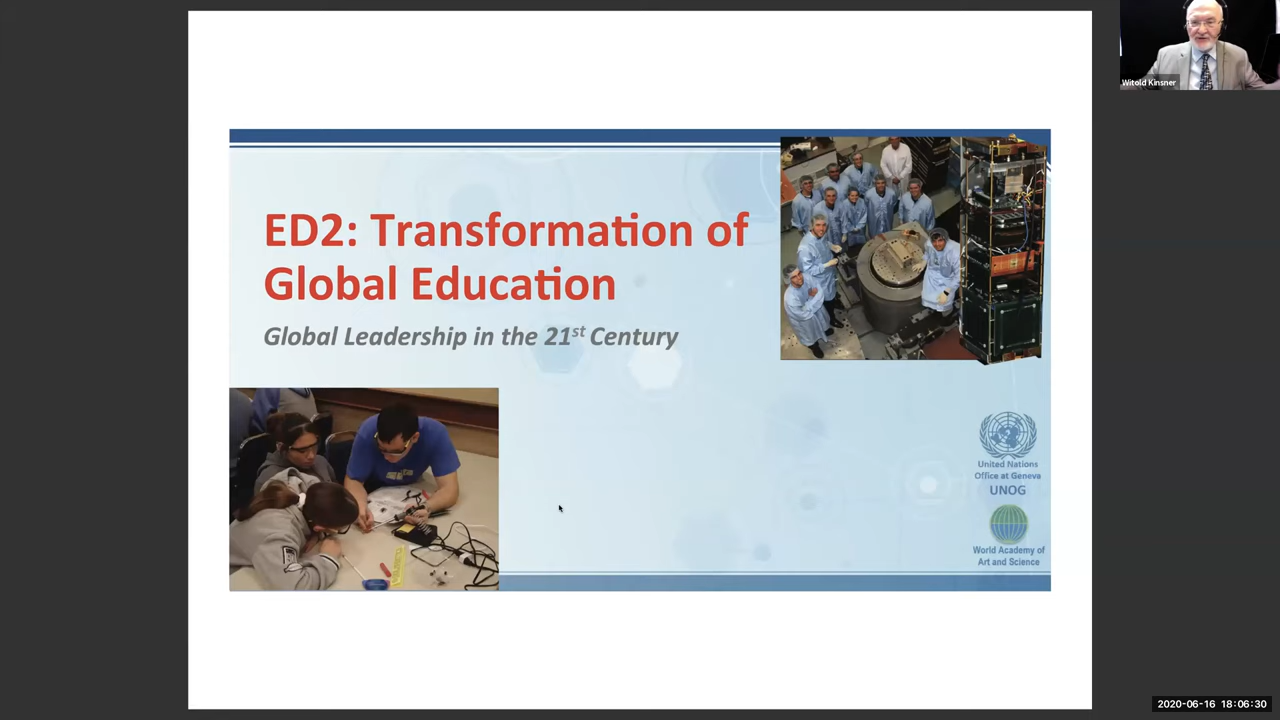 Witold Kinsner
ED2: Transformation of
Global Education
Global Leadership in the 21st Century
United Nations
Office at Geneva
UNOG
World Academy of
Art and Science
2020-06-16 18:06:30